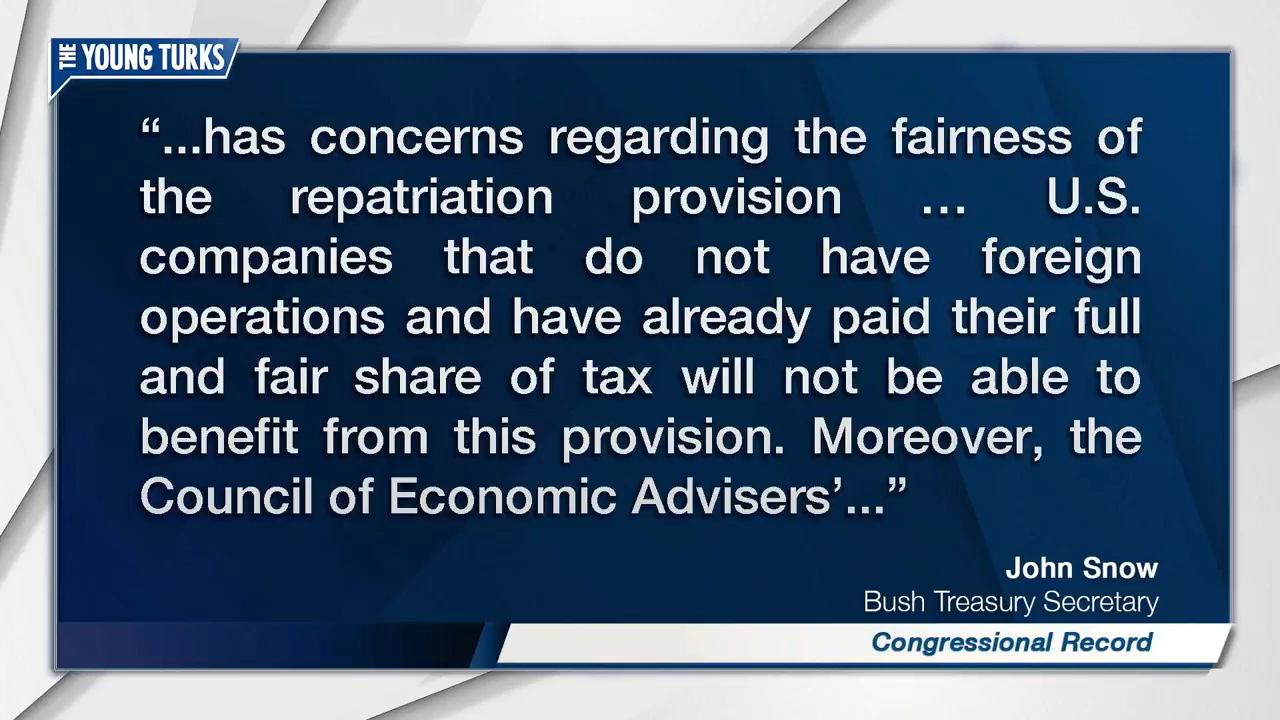 THE YOUNG TURKS
“...has concerns regarding the fairness of
the repatriation provision ... U.S.
companies that do not have foreign
operations and have already paid their full
and fair share of tax will not be able to
benefit from this provision. Moreover, the
Council of Economic Advisers’...”
John Snow
Bush Treasury Secretary
Congressional Record